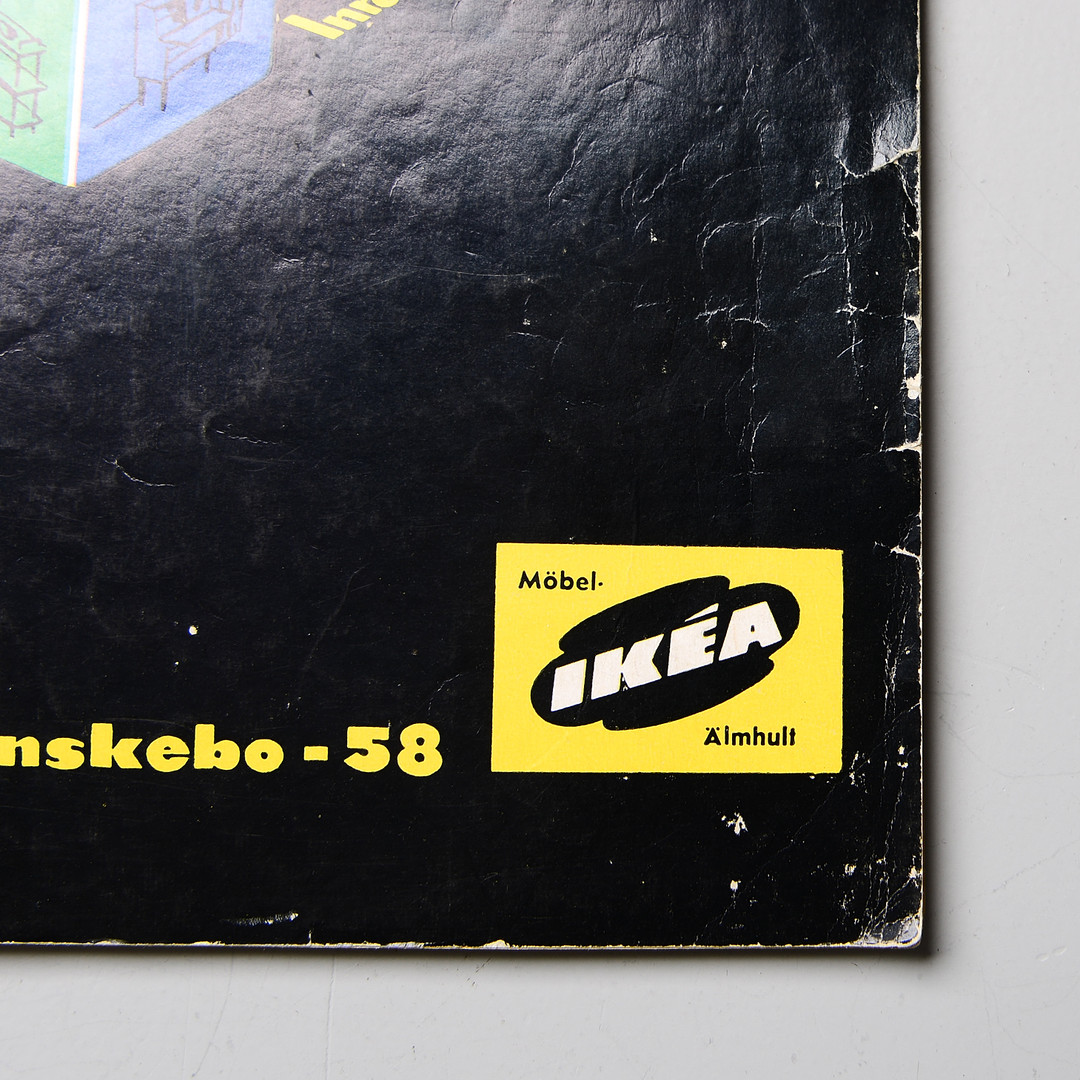 Möbel-
IKÉA
Älmhult
nskebo - 58